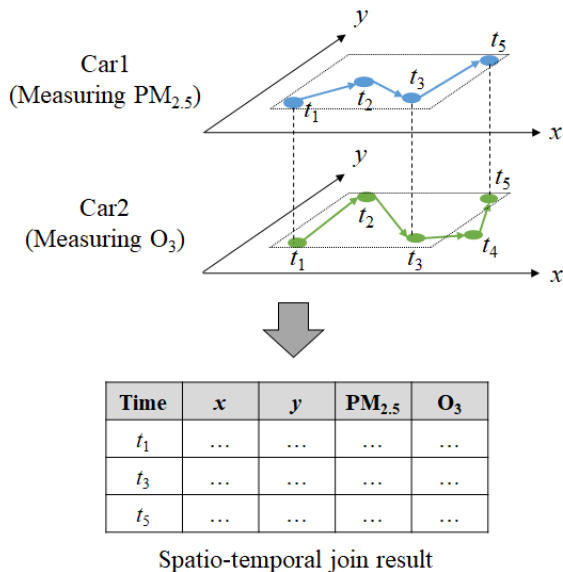 y
Car1
(Measuring PM2.5)
t1
t2
t3
t5
x
y
Car2
(Measuring O3)
t1
t2
t3
t4
t5
x
Time x y PM2.5 O3
t1 … … … …
t3 … … … …
t5 … … … …
Spatio-temporal join result